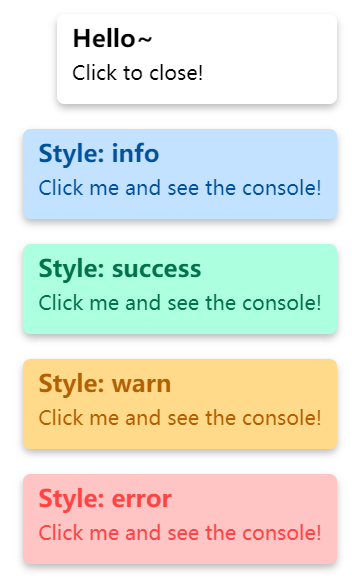 Hello~
Click to close!
Style: info
Click me and see the console!
Style: success
Click me and see the console!
Style: warn
Click me and see the console!
Style: error
Click me and see the console!